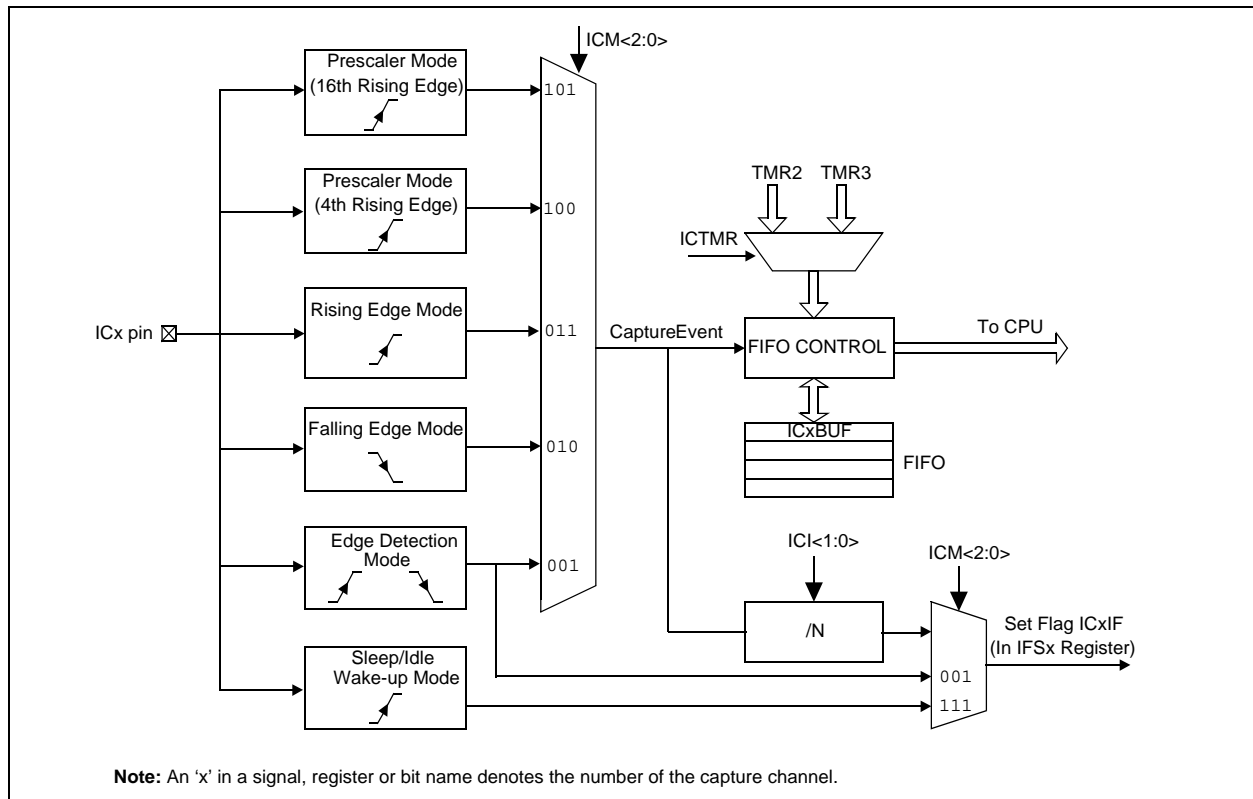 ICM<2:0>
Prescaler Mode
(16th Rising Edge)
101
TMR2 TMR3
Prescaler Mode
(4th Rising Edge)
100
ICTMR
ICx pin
Rising Edge Mode
011
CaptureEvent
FIFO CONTROL
To CPU
ICxBUF
FIFO
Falling Edge Mode
010
Edge Detection
Mode
001
ICI<1:0>
ICM<2:0>
/N
Set Flag ICxIF
(In IFSx Register)
001
111
Sleep/Idle
Wake-up Mode
Note: An ‘x’ in a signal, register or bit name denotes the number of the capture channel.